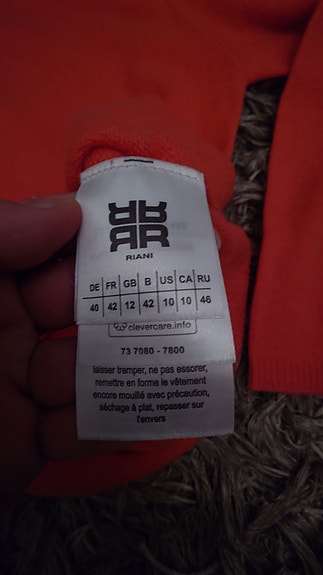 RIANI
DE FR GB B US CA RU
40 42 12 42 10 10 46
clevercare.info
73 7080 - 7800
laisser tremper, ne pas essorer,
remettre en forme le vêtement
encore mouillé avec précaution,
séchage à plat, repasser sur
l'envers